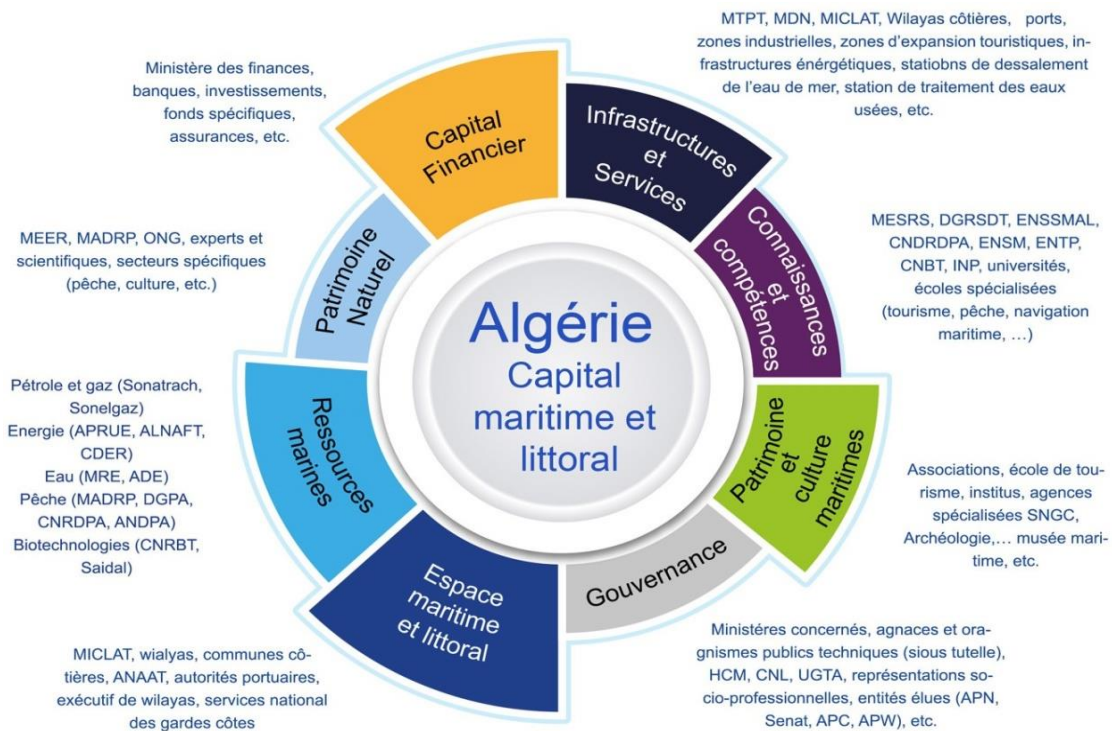 MTPT, MDN, MICLAT, Wilayas côtières, ports,
zones industrielles, zones d'expansion touristiques, in-
frastructures énérgétiques, statiobns de dessalement
de l'eau de mer, station de traitement des eaux
usées, etc.
Ministère des finances,
banques, investissements,
fonds spécifiques,
assurances, etc.
Capital
Financier
Infrastructures
et
Services
Connaissances
et
compétences
MESRS, DGRSDT, ENSSMAL,
CNDRDPA, ENSM, ENTP,
CNBT, INP, universités,
écoles spécialisées
(tourisme, pêche, navigation
maritime, …)
MEER, MADRP, ONG, experts et
scientifiques, secteurs spécifiques
(pêche, culture, etc.)
Patrimoine
Naturel
Algérie
Capital
maritime et
littoral
Pétrole et gaz (Sonatrach,
Sonelgaz)
Energie (APRUE, ALNAFT,
CDER)
Eau (MRE, ADE)
Pêche (MADRP, DGPA,
CNRDPA, ANDPA)
Biotechnologies (CNRBT,
Saidal)
Ressources
marines
Patrimoine
et
culture
maritimes
Associations, école de tou-
risme, institus, agences
spécialisées SNGC,
Archéologie,… musée mari-
time, etc.
Espace
maritime
et littoral
Gouvernance
MICLAT, wialyas, communes cô-
tières, ANAAT, autorités portuaires,
exécutif de wilayas, services national
des gardes côtes
Ministéres concernés, agnaces et ora-
gnismes publics techniques (sious tutelle),
HCM, CNL, UGTA, représentations so-
cio-professionnelles, entités élues (APN,
Senat, APC, APW), etc.